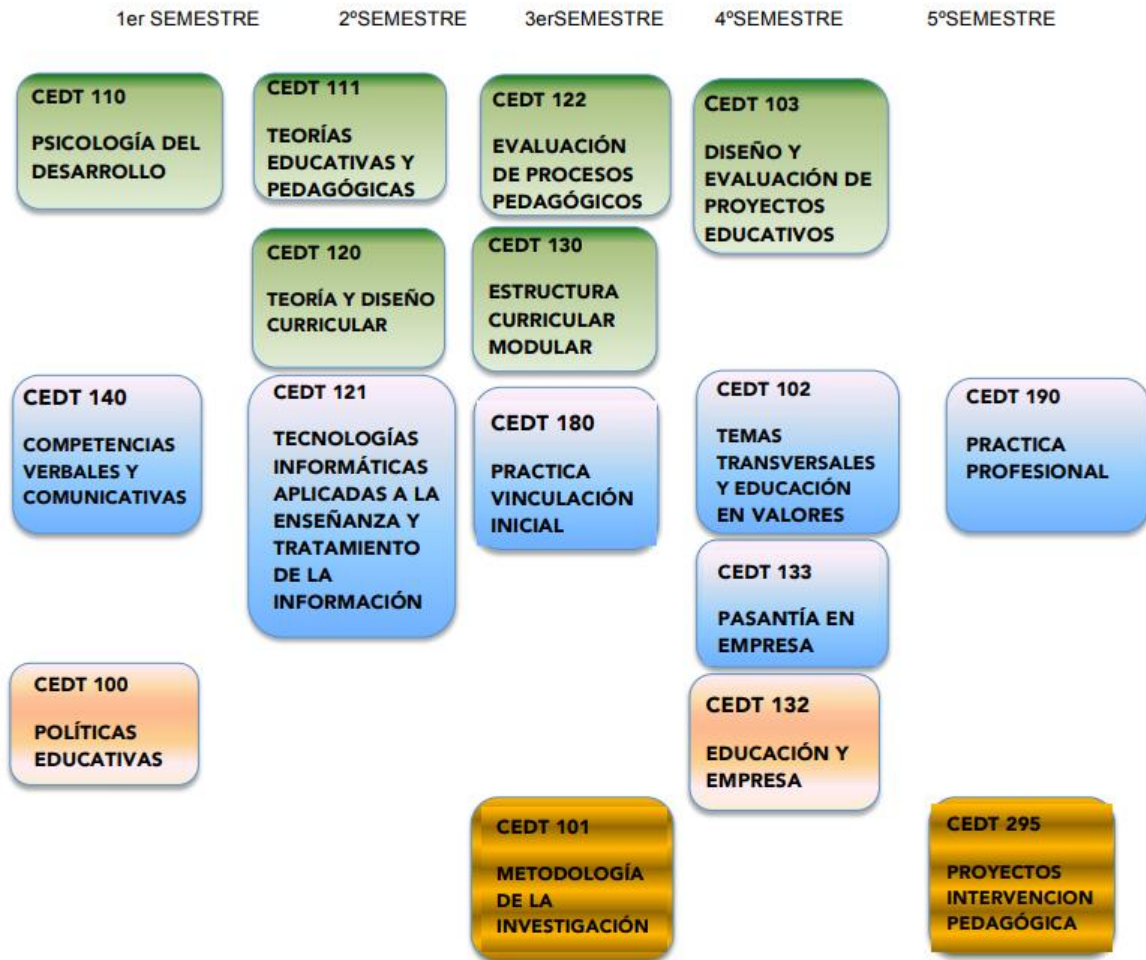 1er SEMESTRE 2ºSEMESTRE 3erSEMESTRE 4ºSEMESTRE 5ºSEMESTRE
CEDT 110
PSICOLOGÍA DEL
DESARROLLO
CEDT 111
TEORÍAS
EDUCATIVAS Y
PEDAGÓGICAS
CEDT 122
EVALUACIÓN
DE PROCESOS
PEDAGÓGICOS
CEDT 103
DISEÑO Y
EVALUACIÓN DE
PROYECTOS
EDUCATIVOS
CEDT 120
TEORÍA Y DISEÑO
CURRICULAR
CEDT 130
ESTRUCTURA
CURRICULAR
MODULAR
CEDT 140
COMPETENCIAS
VERBALES Y
COMUNICATIVAS
CEDT 121
TECNOLOGÍAS
INFORMÁTICAS
APLICADAS A LA
ENSEÑANZA Y
TRATAMIENTO
DE LA
INFORMACIÓN
CEDT 180
PRACTICA
VINCULACIÓN
INICIAL
CEDT 102
TEMAS
TRANSVERSALES
Y EDUCACIÓN
EN VALORES
CEDT 190
PRACTICA
PROFESIONAL
CEDT 133
PASANTÍA EN
EMPRESA
CEDT 100
POLÍTICAS
EDUCATIVAS
CEDT 132
EDUCACIÓN Y
EMPRESA
CEDT 101
METODOLOGÍA
DE LA
INVESTIGACIÓN
CEDT 295
PROYECTOS
INTERVENCION
PEDAGÓGICA